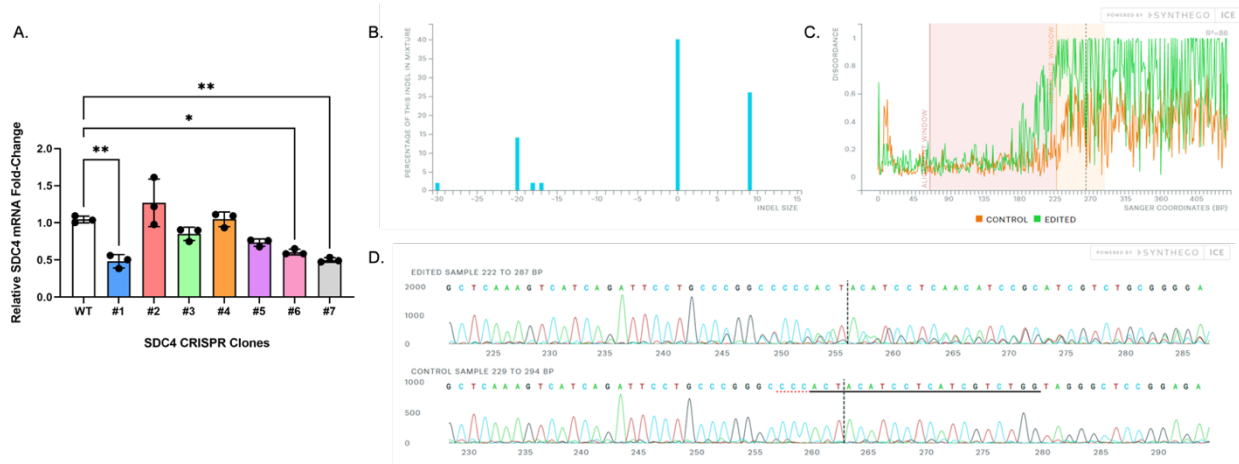 A.
**
*
**
Relative SDC4 mRNA Fold-Change
2.0
1.5
1.0
0.5
0.0
WT #1 #2 #3 #4 #5 #6 #7
SDC4 CRISPR Clones
B.
PERCENTAGE OF THIS INDEL IN MIXTURE
40
35
30
25
20
15
10
5
0
-30 -25 -20 -15 -10 -5 0 5 10 15
INDEL SIZE
POWERED BY SYNTHEGO ICE
C.
R²=.86
DISCORDANCE
1
0.8
0.6
0.4
0.2
0
ALIGNMENT WINDOW
0 45 90 135 180 225 270 315 360 405
SANGER COORDINATES (BP)
CONTROL EDITED
D.
POWERED BY SYNTHEGO ICE
EDITED SAMPLE 222 TO 287 BP
G C T C A A A G T C A T C A G A T T C C T G C C C G G C C C C C A C T A C A T C C T C A A C A T C C G C A T C G T C T G C G G G G A
2000
1000
0
225 230 235 240 245 250 255 260 265 270 275 280 285
CONTROL SAMPLE 229 TO 294 BP
G C T C A A A G T C A T C A G A T T C C T G C C C G G G C C C C A C T A C A T C C T C A T C G T C T G G T A G G G C T C C G G A G A
1000
500
0
230 235 240 245 250 255 260 265 270 275 280 285 290